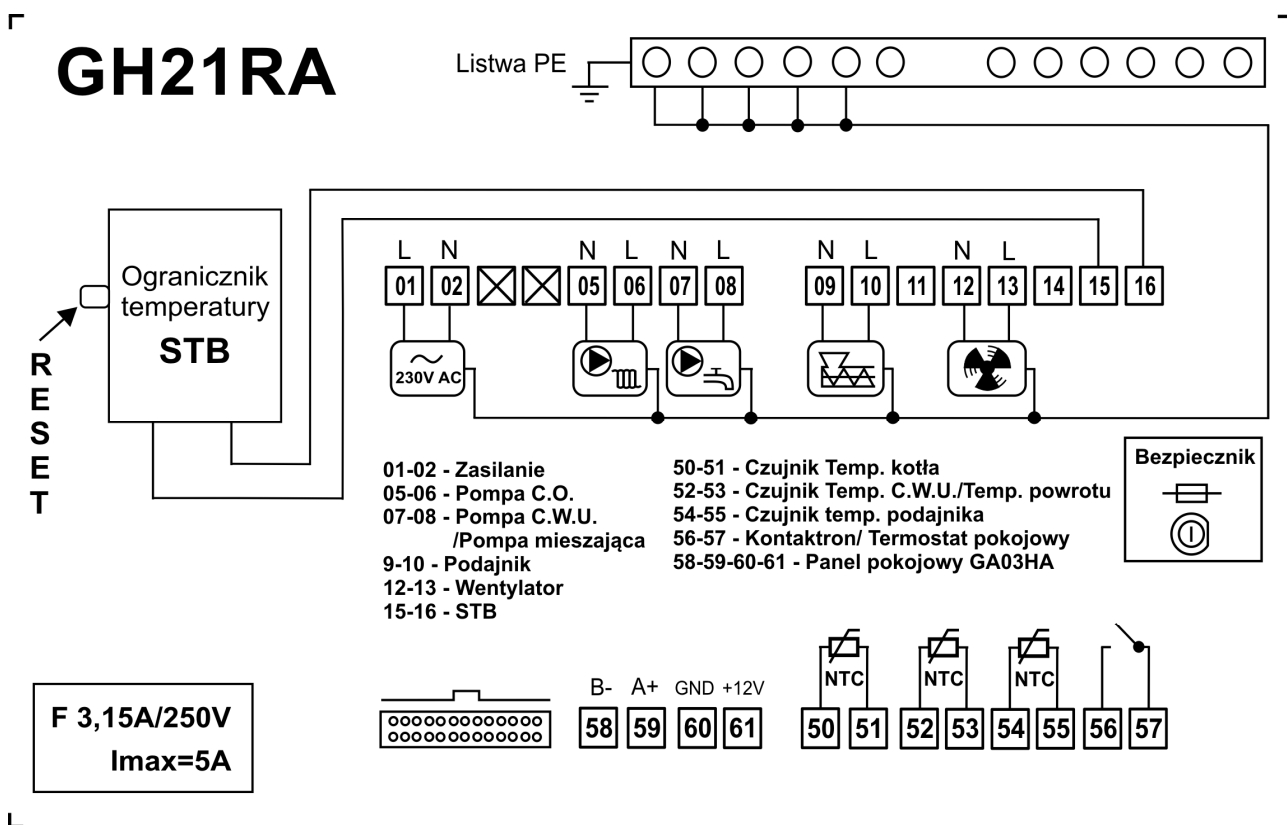 GH21RA
Listwa PE
Ogranicznik
temperatury
STB
RESET
L N N L N L N L N L
01 02 05 06 07 08 09 10 11 12 13 14 15 16
230V AC
01-02 - Zasilanie
05-06 - Pompa C.O.
07-08 - Pompa C.W.U.
/Pompa mieszająca
9-10 - Podajnik
12-13 - Wentylator
15-16 - STB
50-51 - Czujnik Temp. kotła
52-53 - Czujnik Temp. C.W.U./Temp. powrotu
54-55 - Czujnik temp. podajnika
56-57 - Kontaktron/ Termostat pokojowy
58-59-60-61 - Panel pokojowy GA03HA
Bezpiecznik
F 3,15A/250V
Imax=5A
B- A+ GND +12V
58 59 60 61
NTC NTC NTC
50 51 52 53 54 55 56 57